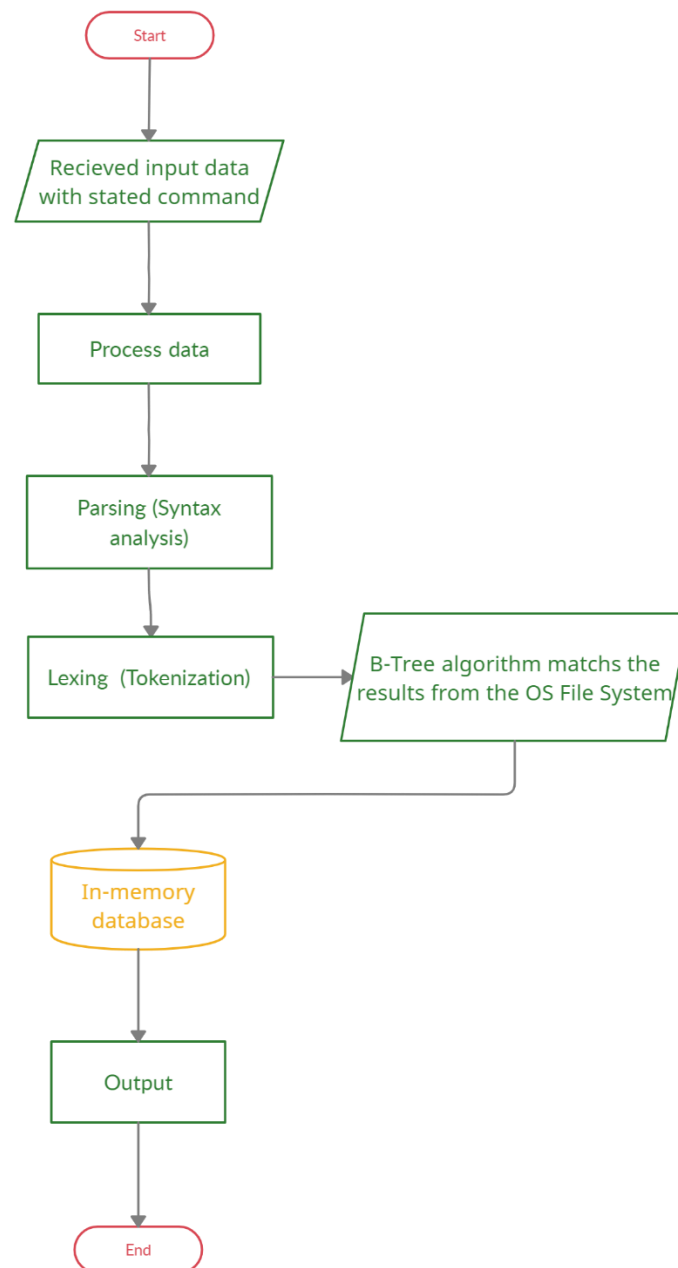 Start
Recieved input data
with stated command
Process data
Parsing (Syntax
analysis)
Lexing (Tokenization)
B-Tree algorithm matchs the
results from the OS File System
In-memory
database
Output
End